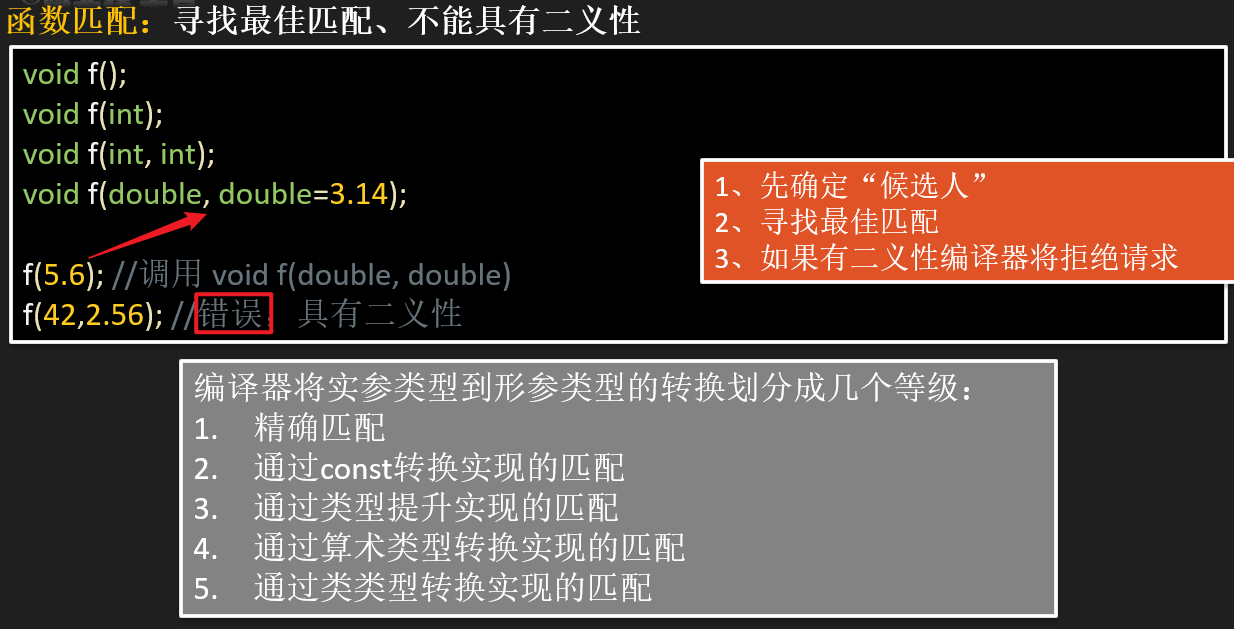 函数匹配：寻找最佳匹配、不能具有二义性
void f();
void f(int);
void f(int, int);
void f(double, double=3.14);
f(5.6); //调用 void f(double, double)
f(42,2.56); //错误，具有二义性
1、先确定“候选人”
2、寻找最佳匹配
3、如果有二义性编译器将拒绝请求
编译器将实参类型到形参类型的转换划分成几个等级：
1. 精确匹配
2. 通过const转换实现的匹配
3. 通过类型提升实现的匹配
4. 通过算术类型转换实现的匹配
5. 通过类类型转换实现的匹配